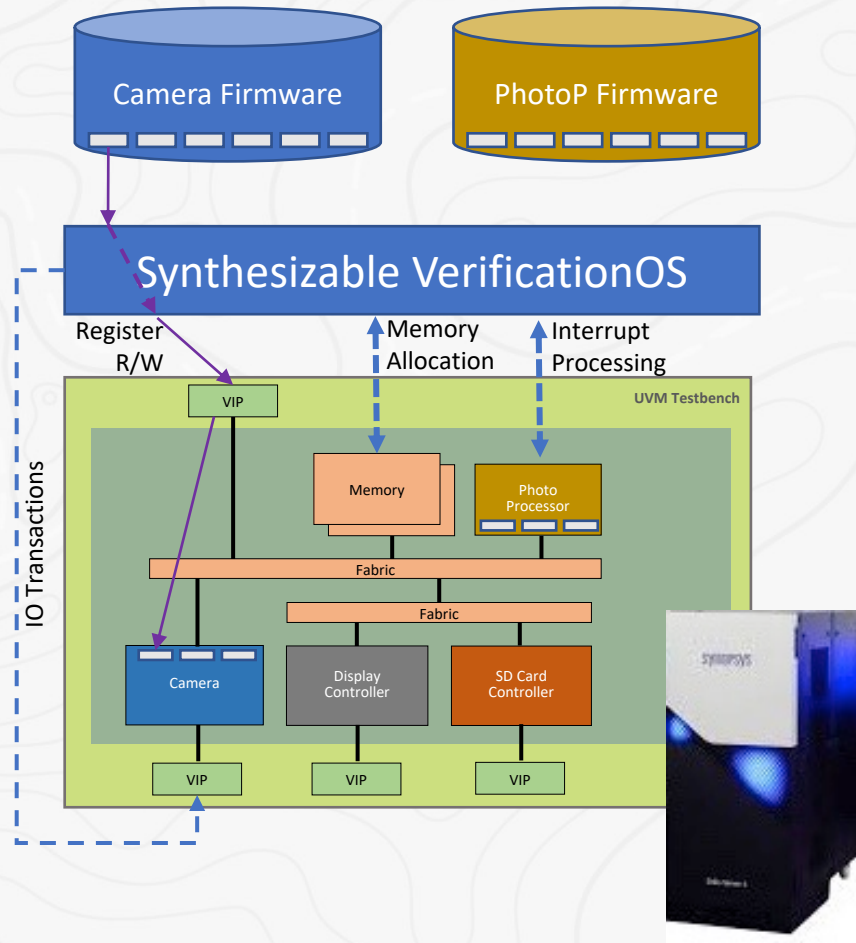 Camera Firmware
PhotoP Firmware
Synthesizable VerificationOS
Register
R/W
Memory
Allocation
Interrupt
Processing
IO Transactions
UVM Testbench
VIP
Memory
Photo
Processor
Fabric
Fabric
Camera
Display
Controller
SD Card
Controller
VIP
VIP
VIP
SYNOPSYS